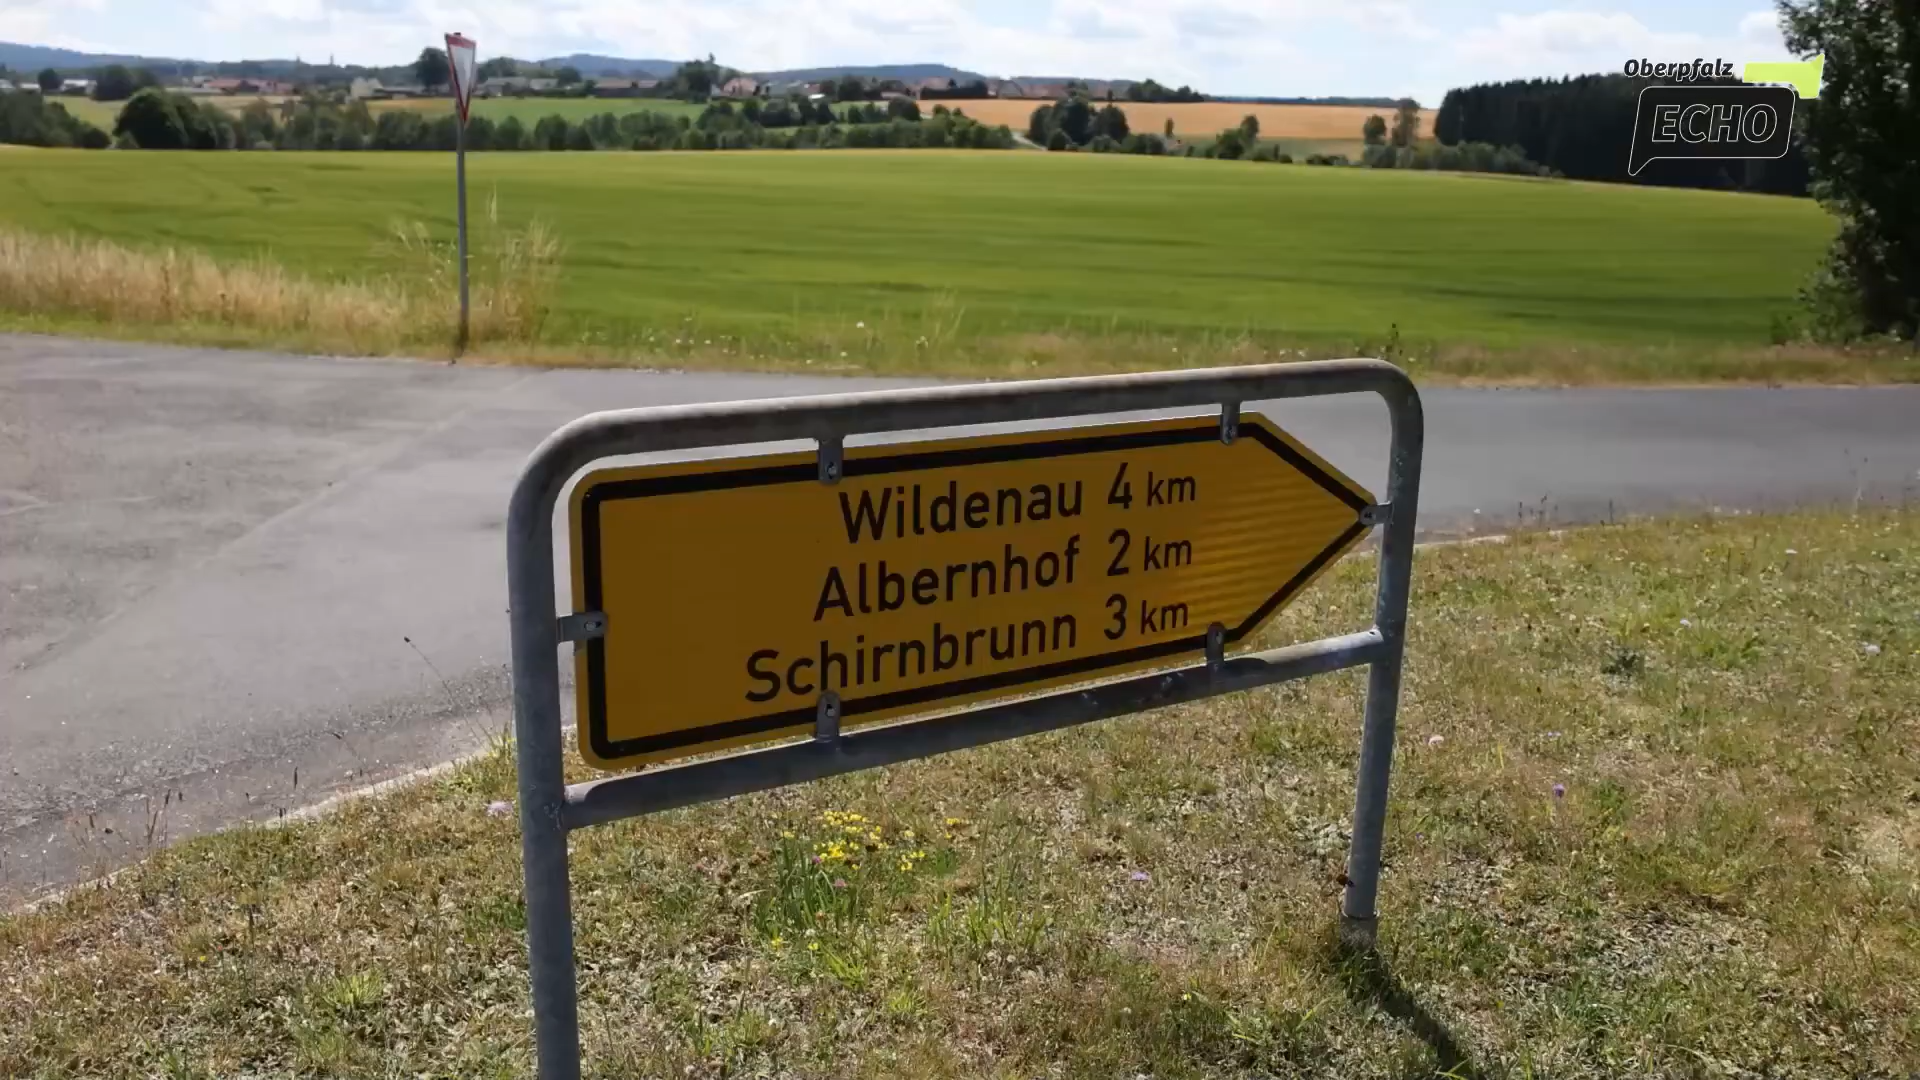 Oberpfalz
ECHO
Wildenau 4 km
Albernhof 2 km
Schirnbrunn 3 km